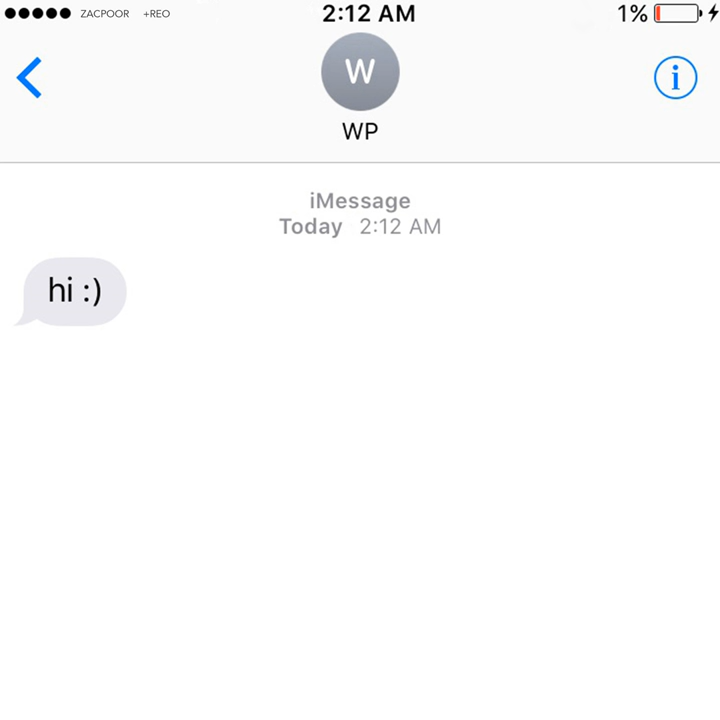 ZACPOOR +REO 2:12 AM 1%
W
WP
iMessage
Today 2:12 AM
hi :)